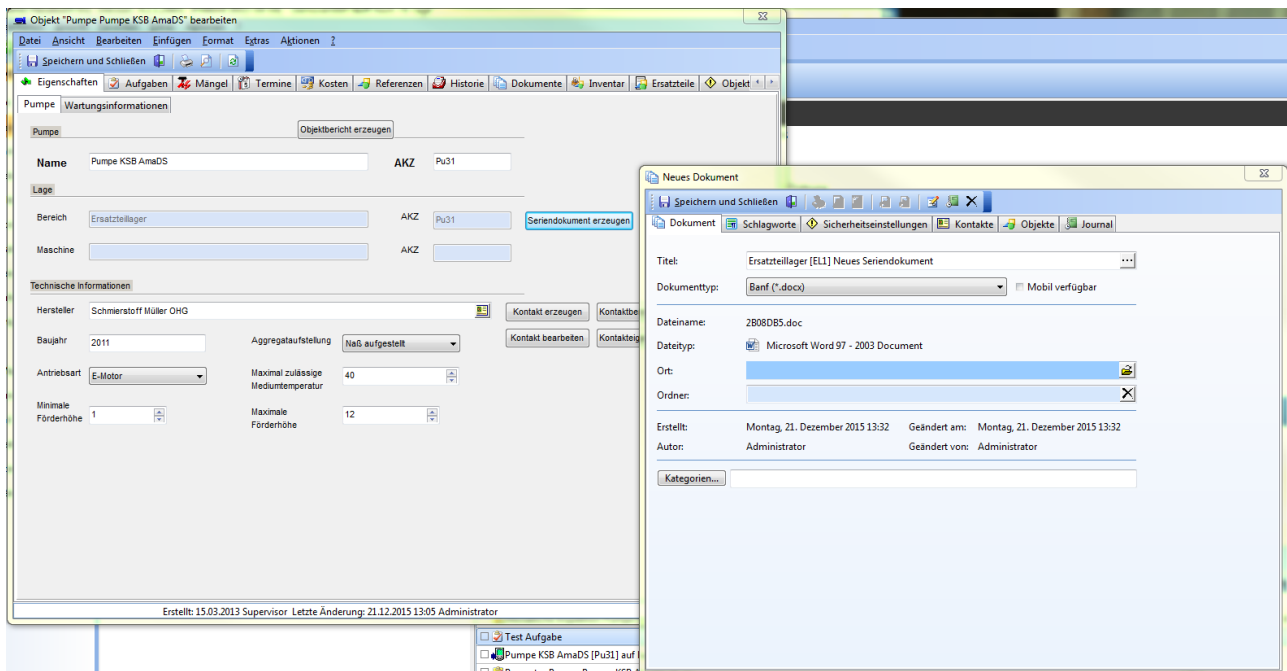 Objekt "Pumpe Pumpe KSB AmaDS" bearbeiten
Datei Ansicht Bearbeiten Einfügen Format Extras Aktionen ?
Speichern und Schließen
Eigenschaften Aufgaben Mängel Termine Kosten Referenzen Historie Dokumente Inventar Ersatzteile Objekt
Pumpe Wartungsinformationen
Pumpe Objektbericht erzeugen
Name Pumpe KSB AmaDS AKZ Pu31
Lage
Bereich Ersatzteillager AKZ Pu31 Seriendokument erzeugen
Maschine AKZ
Technische Informationen
Hersteller Schmierstoff Müller OHG Kontakt erzeugen Kontaktbe
Baujahr 2011 Aggregataufstellung Naß aufgestellt Kontakt bearbeiten Kontakteig
Antriebsart E-Motor Maximal zulässige Mediumtemperatur 40
Minimale Förderhöhe 1 Maximale Förderhöhe 12
Erstellt: 15.03.2013 Supervisor Letzte Änderung: 21.12.2015 13:05 Administrator
Neues Dokument
Speichern und Schließen
Dokument Schlagworte Sicherheitseinstellungen Kontakte Objekte Journal
Titel: Ersatzteillager [EL1] Neues Seriendokument ...
Dokumenttyp: Banf (*.docx) Mobil verfügbar
Dateiname: 2B08DB5.doc
Dateityp: Microsoft Word 97 - 2003 Document
Ort:
Ordner:
Erstellt: Montag, 21. Dezember 2015 13:32 Geändert am: Montag, 21. Dezember 2015 13:32
Autor: Administrator Geändert von: Administrator
Kategorien...
Test Aufgabe
Pumpe KSB AmaDS [Pu31] auf